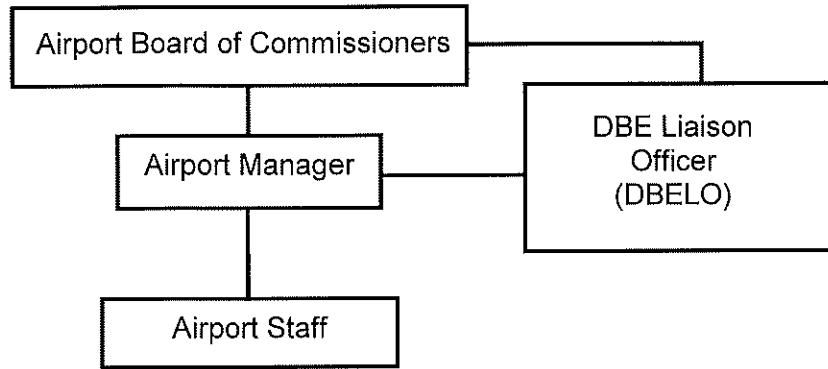 Airport Board of Commissioners
DBE Liaison
Officer
(DBELO)
Airport Manager
Airport Staff